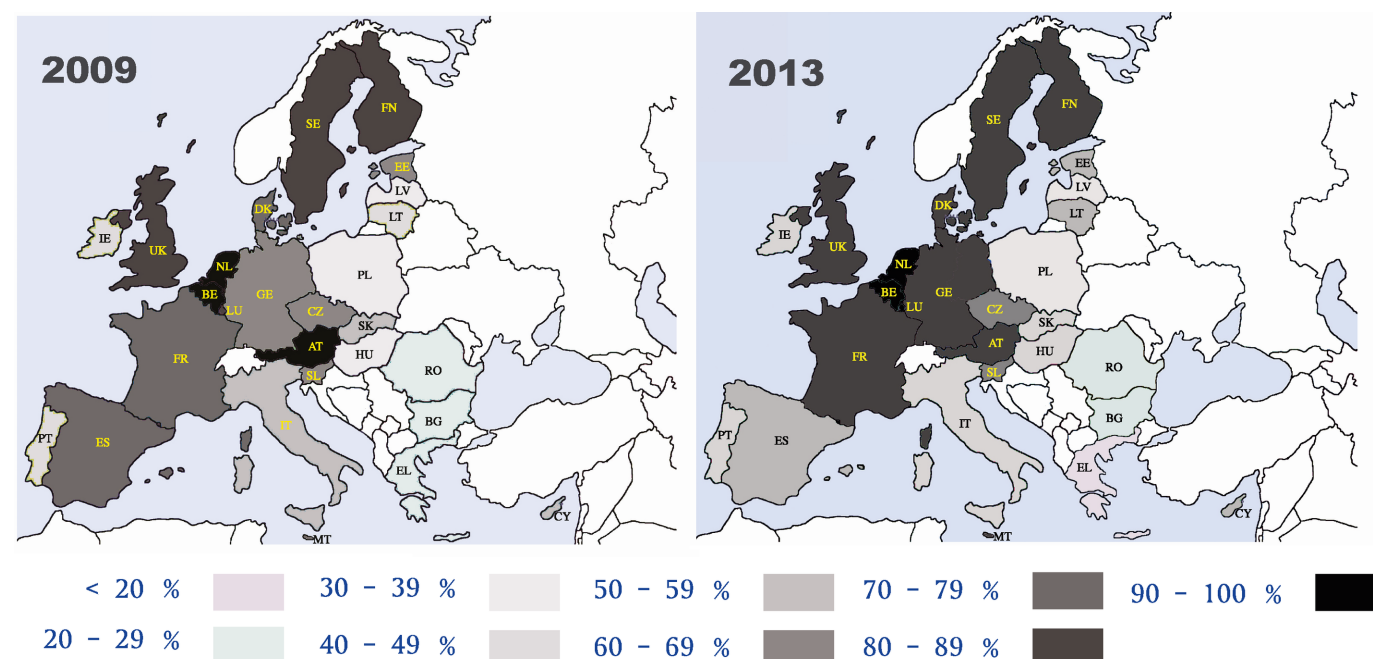 2009
FN
SE
EE
LV
LT
DK
IE
UK
NL
PL
BE
GE
LU
CZ
SK
AT
HU
FR
RO
SL
BG
IT
PT
ES
EL
CY
MT
2013
FN
SE
EE
LV
LT
DK
IE
UK
NL
PL
BE
GE
LU
CZ
SK
AT
HU
FR
RO
SL
BG
IT
PT
ES
EL
CY
MT
< 20 % 30 - 39 % 50 - 59 % 70 - 79 % 90 - 100 %
20 - 29 % 40 - 49 % 60 - 69 % 80 - 89 %